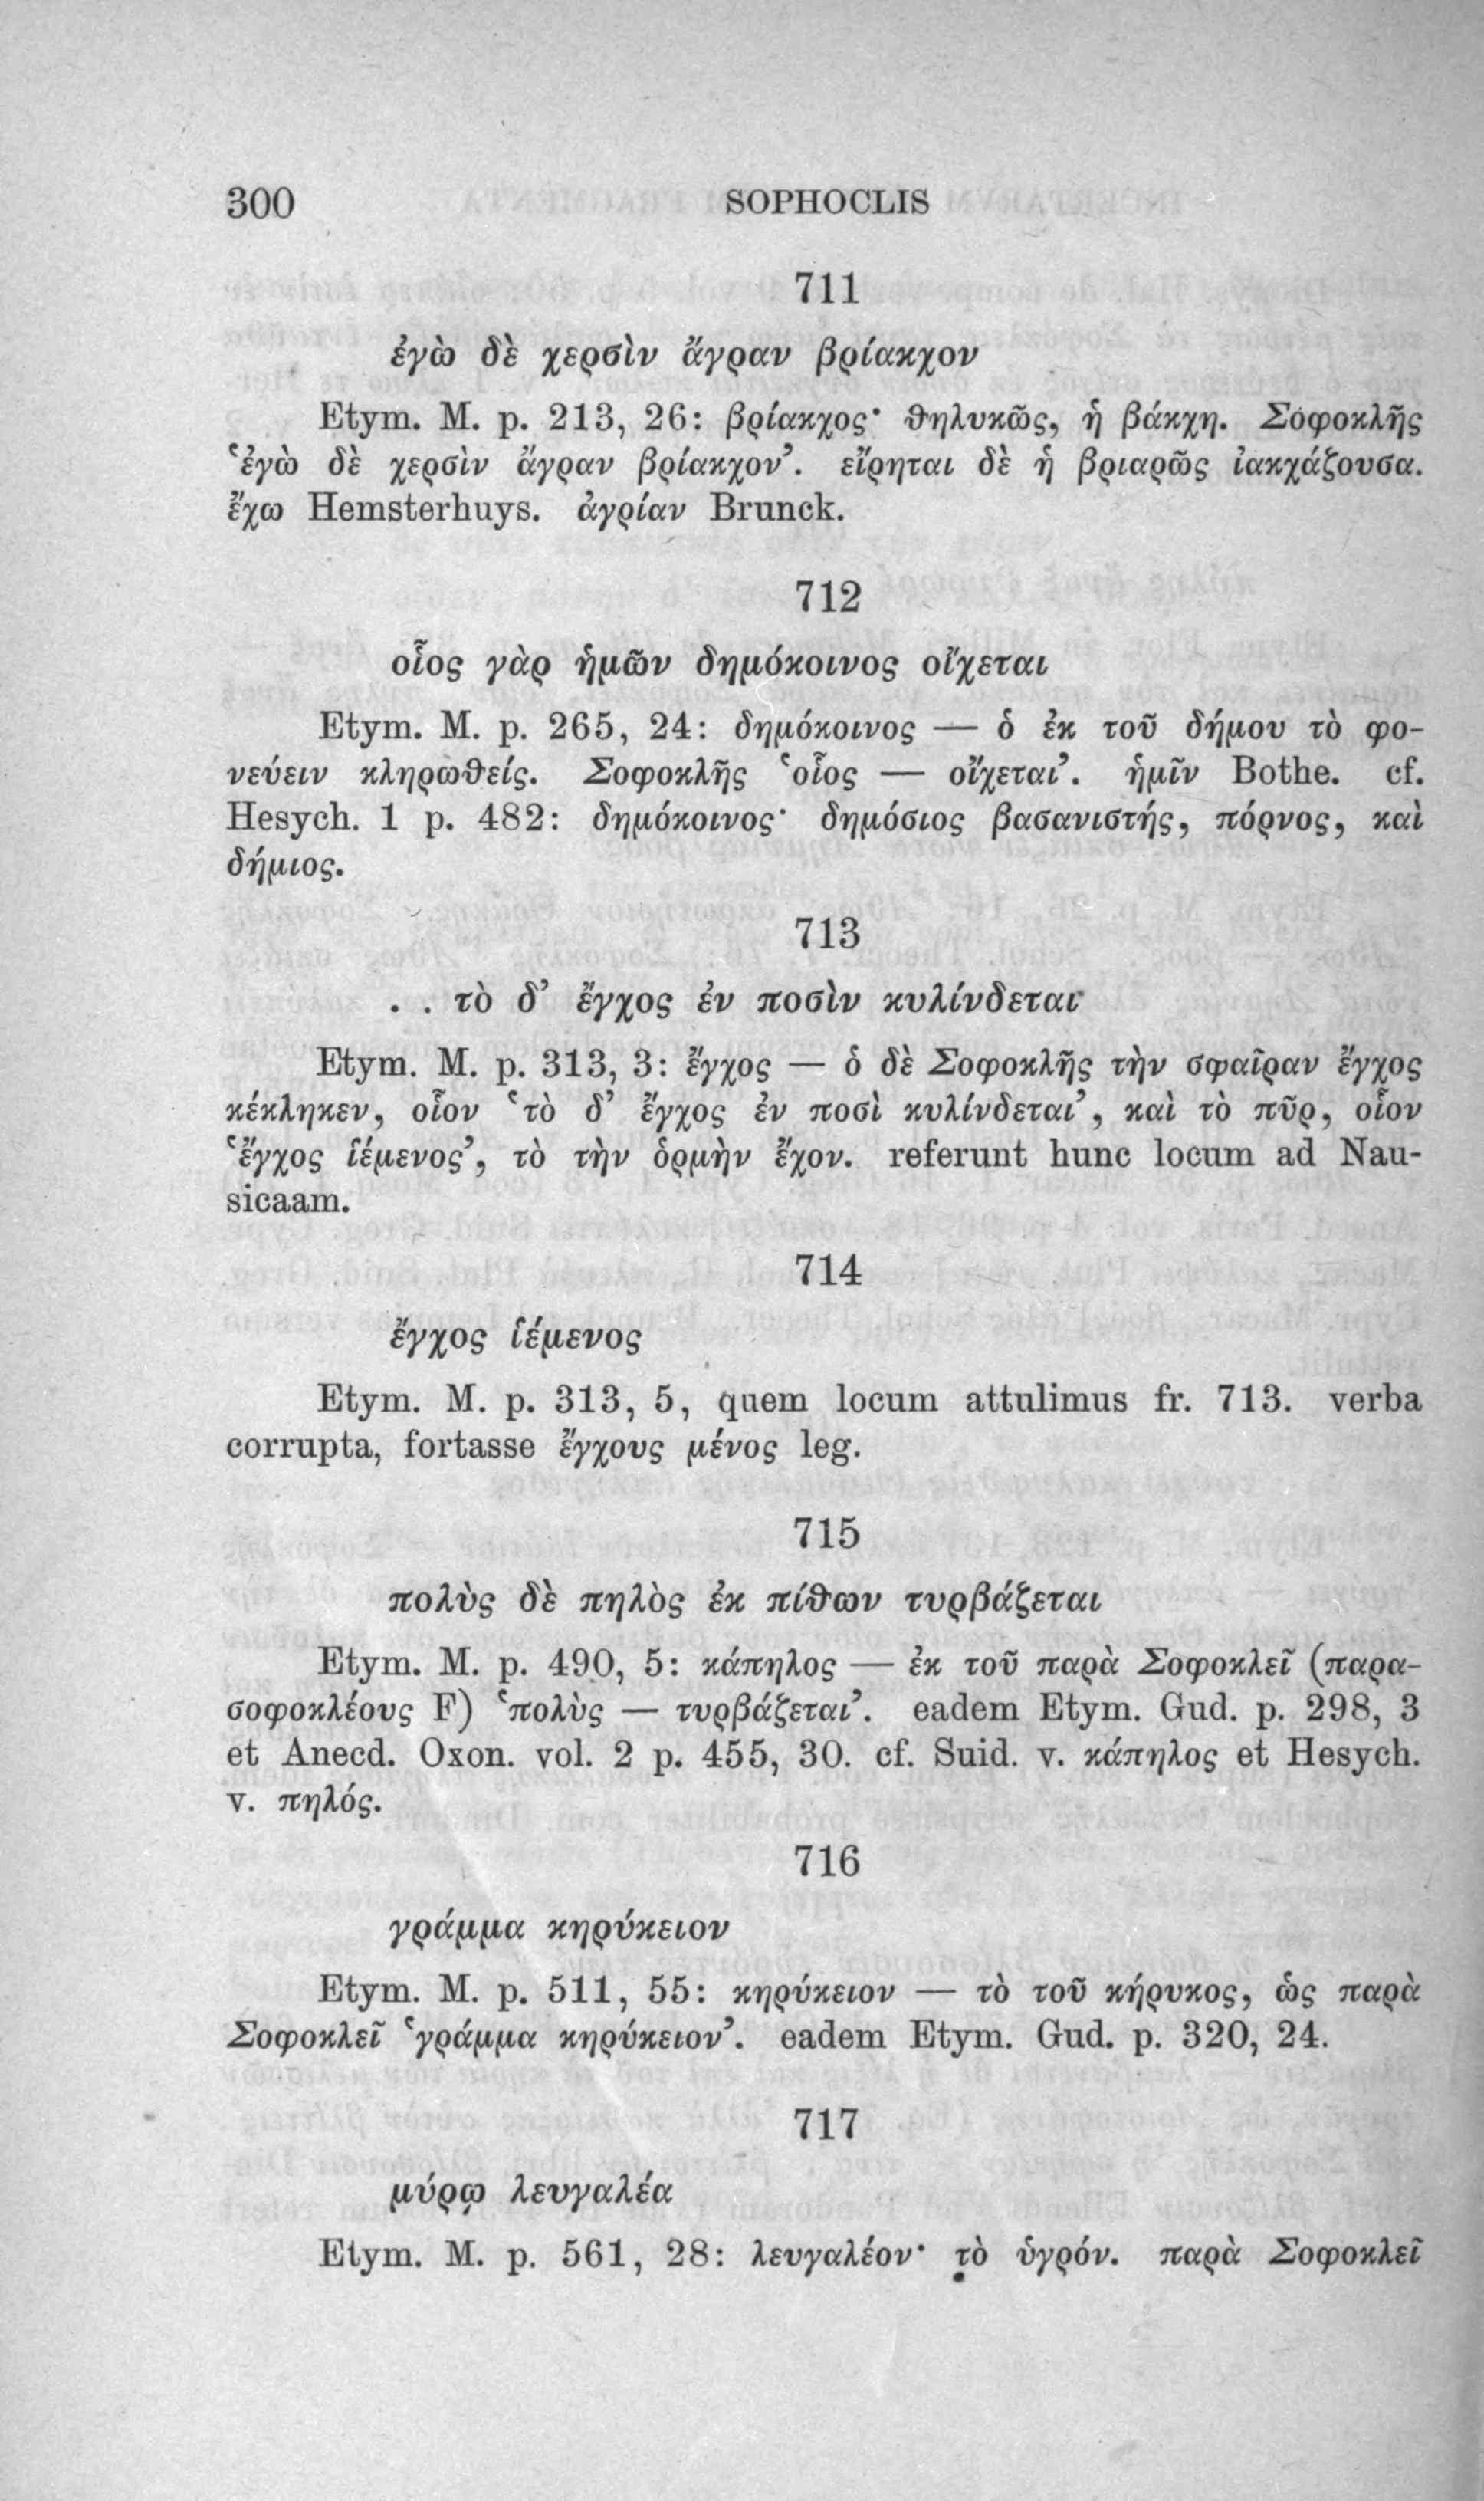 300 SOPHOCLIS
711
ἐγὼ δὲ χερσὶν ἄγραν βρίακχον
Etym. M. p. 213, 26: βρίακχος· θηλυκῶς, ἡ βάκχη. Σοφοκλῆς
‘ἐγὼ δὲ χερσὶν ἄγραν βρίακχον’. εἴρηται δὲ ἡ βριαρῶς ἰακχάζουσα.
ἔχω Hemsterhuys. ἀγρίαν Brunck.
712
οἷος γὰρ ἡμῶν δημόκοινος οἴχεται
Etym. M. p. 265, 24: δημόκοινος — ὁ ἐκ τοῦ δήμου τὸ φο-
νεύειν κληρωθείς. Σοφοκλῆς ‘οἷος — οἴχεται’. ἡμῖν Bothe. cf.
Hesych. 1 p. 482: δημόκοινος· δημόσιος βασανιστής, πόρνος, καὶ
δήμιος.
713
. . τὸ δ’ ἔγχος ἐν ποσὶν κυλίνδεται
Etym. M. p. 313, 3: ἔγχος — ὁ δὲ Σοφοκλῆς τὴν σφαῖραν ἔγχος
κέκληκεν, οἷον ‘τὸ δ’ ἔγχος ἐν ποσὶ κυλίνδεται’, καὶ τὸ πῦρ, οἷον
‘ἔγχος ἱέμενος’, τὸ τὴν ὁρμὴν ἔχον. referunt hunc locum ad Nau-
sicaam.
714
ἔγχος ἱέμενος
Etym. M. p. 313, 5, quem locum attulimus fr. 713. verba
corrupta, fortasse ἔγχους μένος leg.
715
πολὺς δὲ πηλὸς ἐκ πίθων τυρβάζεται
Etym. M. p. 490, 5: κάπηλος — ἐκ τοῦ παρὰ Σοφοκλεῖ (παρα-
σοφοκλέους F) ‘πολὺς — τυρβάζεται’. eadem Etym. Gud. p. 298, 3
et Anecd. Oxon. vol. 2 p. 455, 30. cf. Suid. v. κάπηλος et Hesych.
v. πηλός.
716
γράμμα κηρύκειον
Etym. M. p. 511, 55: κηρύκειον — τὸ τοῦ κήρυκος, ὡς παρὰ
Σοφοκλεῖ ‘γράμμα κηρύκειον’. eadem Etym. Gud. p. 320, 24.
717
μύρῳ λευγαλέα
Etym. M. p. 561, 28: λευγαλέον· τὸ ὑγρόν. παρὰ Σοφοκλεῖ